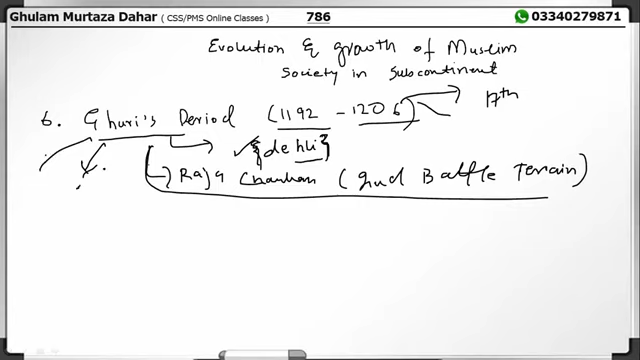 Ghulam Murtaza Dahar ( CSS/PMS Online Classes ) 786 03340279871
Evolution & growth of Muslim
Society in Subcontinent
6. Ghuri's Period (1192 - 1206) 17th
{dehli}
Raja Chauhan (2nd Battle Terrain)